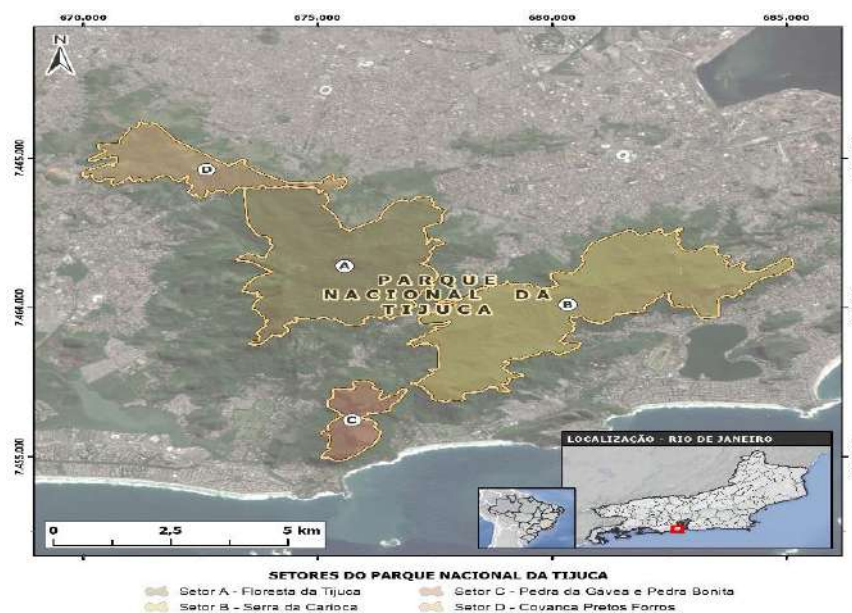 670.000 675.000 680.000 685.000
N
7.465.000
D
A
PARQUE
NACIONAL DA
TIJUCA
B
7.460.000
C
7.455.000
LOCALIZAÇÃO - RIO DE JANEIRO
0 2,5 5 km
SETORES DO PARQUE NACIONAL DA TIJUCA
Setor A - Floresta da Tijuca
Setor C - Pedra da Gávea e Pedra Bonita
Setor B - Serra da Carioca
Setor D - Covanca Pretos Forros